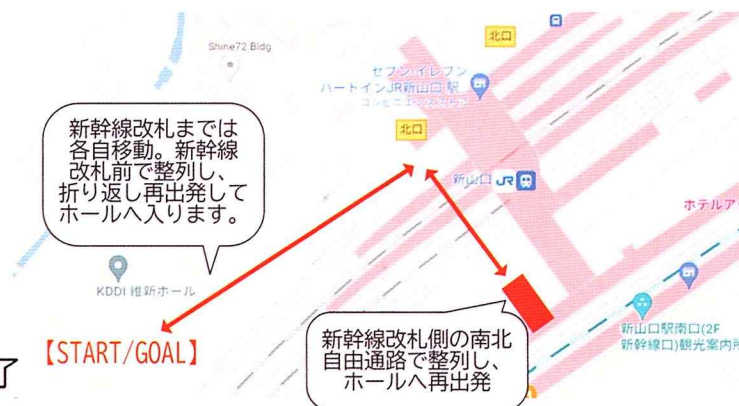 Shine72 Bldg
北口
セブン-イレブン
ハートインJR新山口駅
コンビニエンスストア
北口
新幹線改札までは
各自移動。新幹線
改札前で整列し、
折り返し再出発して
ホールへ入ります。
新山口 JR
ホテルア
KDDI 維新ホール
【START/GOAL】
了
新幹線改札側の南北
自由通路で整列し、
ホールへ再出発
新山口駅南口(2F
新幹線口)観光案内所